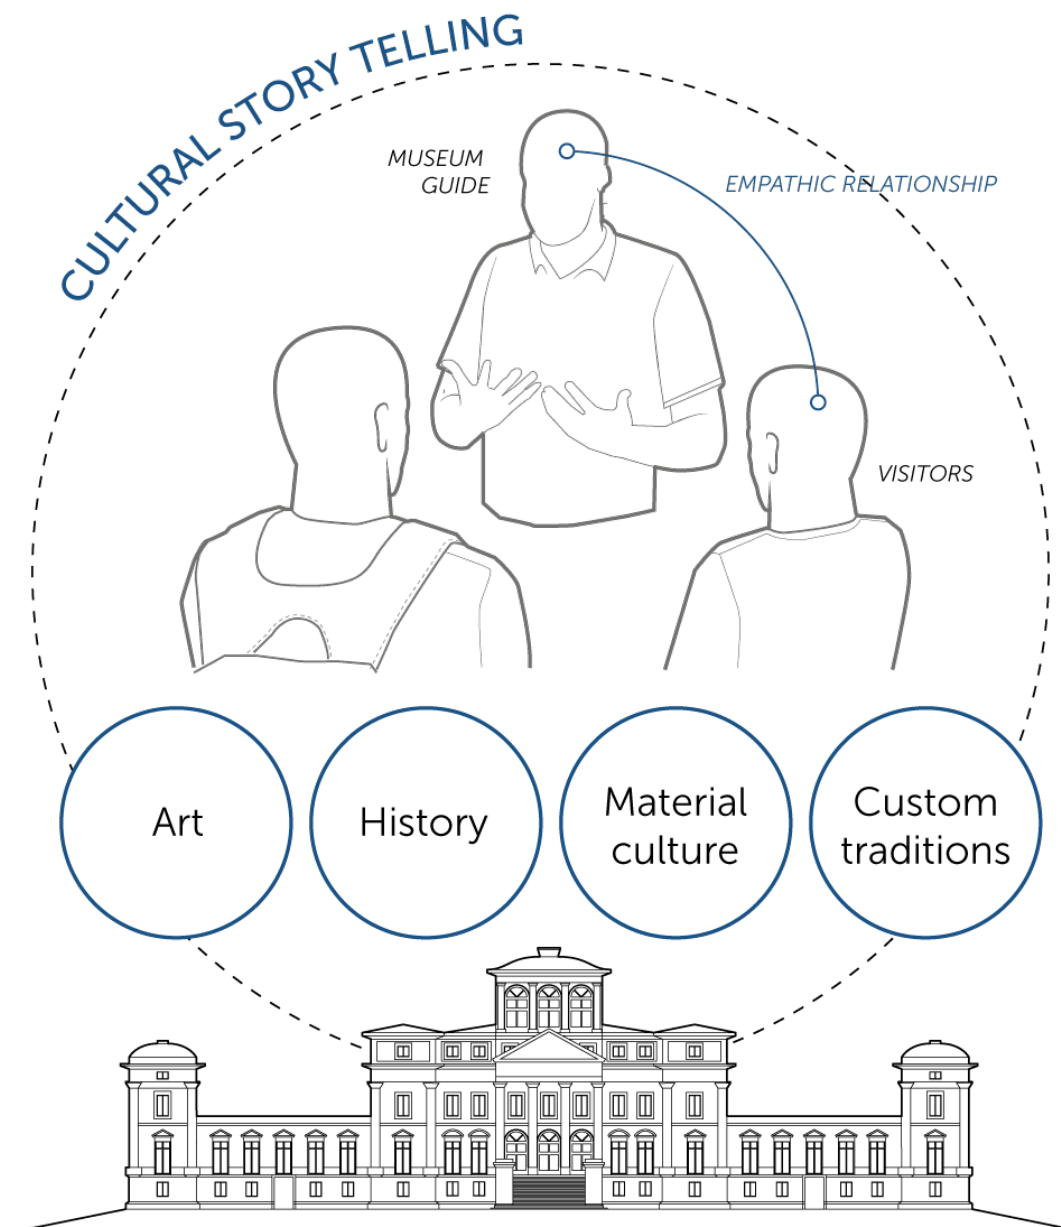 CULTURAL STORY TELLING
MUSEUM
GUIDE
EMPATHIC RELATIONSHIP
VISITORS
Art
History
Material
culture
Custom
traditions